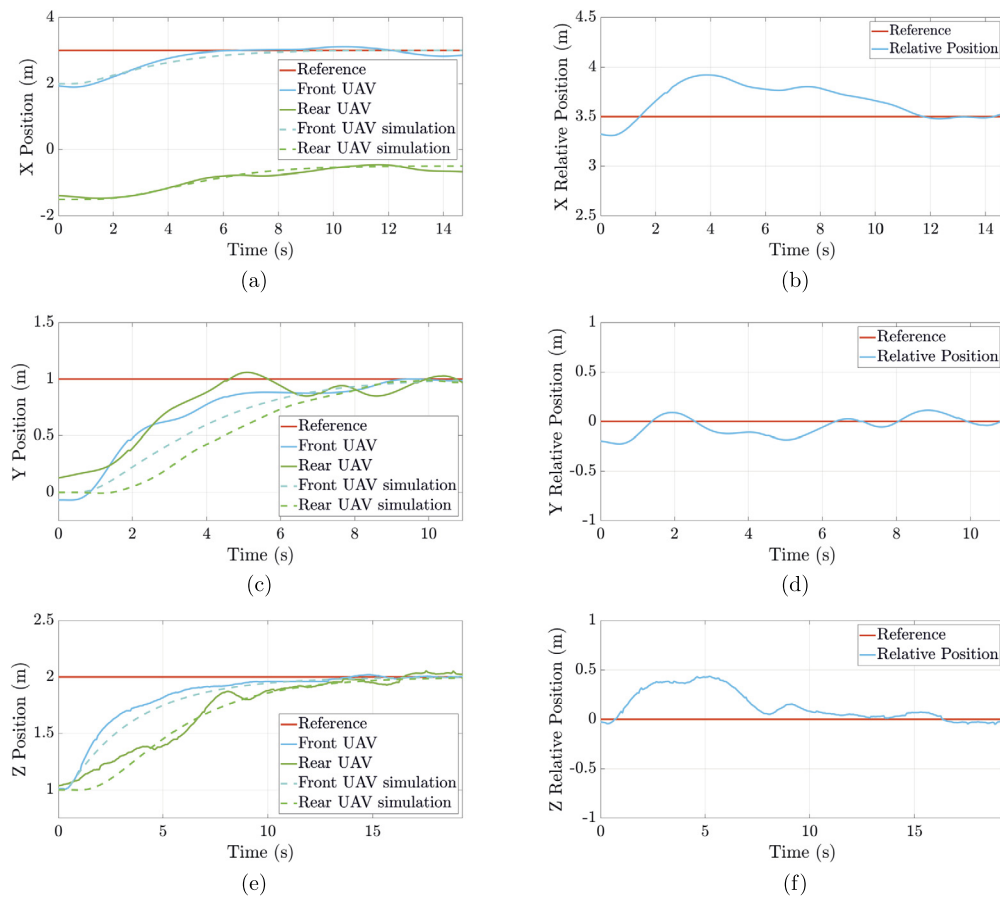 4
2
0
-2
X Position (m)
0 2 4 6 8 10 12 14
Time (s)
Reference
Front UAV
Rear UAV
Front UAV simulation
Rear UAV simulation
(a)
4.5
4
3.5
3
2.5
X Relative Position (m)
0 2 4 6 8 10 12 14
Time (s)
Reference
Relative Position
(b)
1.5
1
0.5
0
Y Position (m)
0 2 4 6 8 10
Time (s)
Reference
Front UAV
Rear UAV
Front UAV simulation
Rear UAV simulation
(c)
1
0.5
0
-0.5
-1
Y Relative Position (m)
0 2 4 6 8 10
Time (s)
Reference
Relative Position
(d)
2.5
2
1.5
1
Z Position (m)
0 5 10 15
Time (s)
Reference
Front UAV
Rear UAV
Front UAV simulation
Rear UAV simulation
(e)
1
0.5
0
-0.5
-1
Z Relative Position (m)
0 5 10 15
Time (s)
Reference
Relative Position
(f)